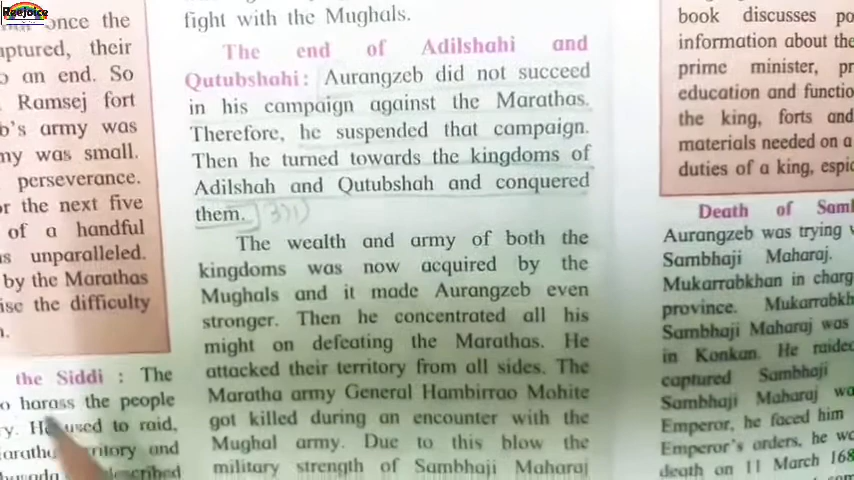 Reejoice
once the
aptured, their
an end. So
Ramsej fort
b's army was
my was small.
perseverance.
or the next five
of a handful
unparalleled.
by the Marathas
the difficulty
the Siddi : The
harass the people
used to raid,
and
fight with the Mughals.
The end of Adilshahi and
Qutubshahi : Aurangzeb did not succeed
in his campaign against the Marathas.
Therefore, he suspended that campaign.
Then he turned towards the kingdoms of
Adilshah and Qutubshah and conquered
them.
The wealth and army of both the
kingdoms was now acquired by the
Mughals and it made Aurangzeb even
stronger. Then he concentrated all his
might on defeating the Marathas. He
attacked their territory from all sides. The
Maratha army General Hambirrao Mohite
got killed during an encounter with the
Mughal army. Due to this blow the
military strength of Sambhaji Maharaj
book discusses po
information about the
prime minister, pr
education and functio
the king, forts and
materials needed on a
duties of a king, espic
Death of Samb
Aurangzeb was trying
Sambhaji Maharaj.
Mukarrabkhan in charg
province. Mukarrabkh
Sambhaji Maharaj was
in Konkan. He raided
captured Sambhaji
Sambhaji Maharaj wa
Emperor, he faced him
Emperor's orders, he w
death on 11 March 168